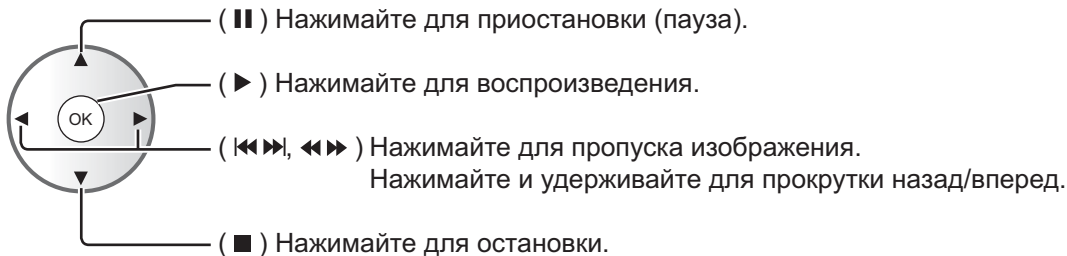 ( ⏸ ) Нажимайте для приостановки (пауза).
( ▶ ) Нажимайте для воспроизведения.
OK
( ⏮⏭, ⏪⏩ ) Нажимайте для пропуска изображения.
Нажимайте и удерживайте для прокрутки назад/вперед.
( ■ ) Нажимайте для остановки.